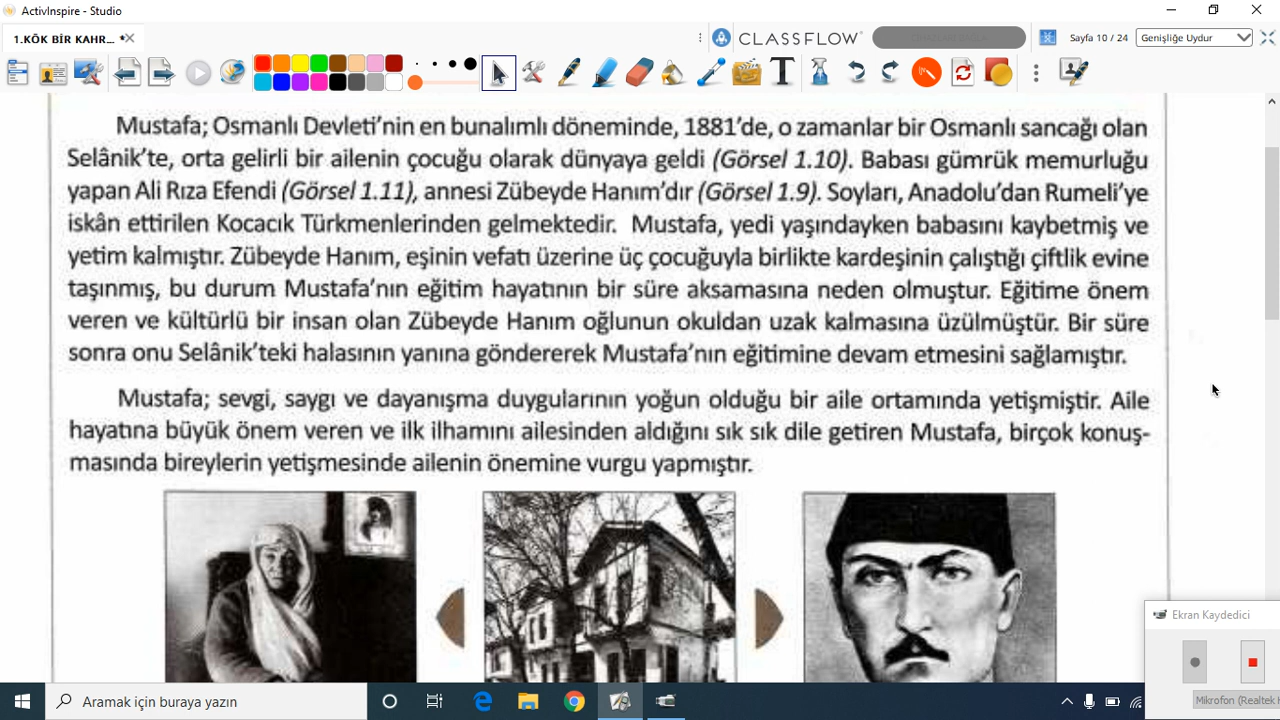 ActivInspire - Studio
1.KÖK BİR KAHR... *
CLASSFLOW
Sayfa 10 / 24
Genişliğe Uydur
Mustafa; Osmanlı Devleti'nin en bunalımlı döneminde, 1881'de, o zamanlar bir Osmanlı sancağı olan
Selânik'te, orta gelirli bir ailenin çocuğu olarak dünyaya geldi (Görsel 1.10). Babası gümrük memurluğu
yapan Ali Rıza Efendi (Görsel 1.11), annesi Zübeyde Hanım'dır (Görsel 1.9). Soyları, Anadolu'dan Rumeli'ye
iskân ettirilen Kocacık Türkmenlerinden gelmektedir. Mustafa, yedi yaşındayken babasını kaybetmiş ve
yetim kalmıştır. Zübeyde Hanım, eşinin vefatı üzerine üç çocuğuyla birlikte kardeşinin çalıştığı çiftlik evine
taşınmış, bu durum Mustafa'nın eğitim hayatının bir süre aksamasına neden olmuştur. Eğitime önem
veren ve kültürlü bir insan olan Zübeyde Hanım oğlunun okuldan uzak kalmasına üzülmüştür. Bir süre
sonra onu Selânik'teki halasının yanına göndererek Mustafa'nın eğitimine devam etmesini sağlamıştır.
Mustafa; sevgi, saygı ve dayanışma duygularının yoğun olduğu bir aile ortamında yetişmiştir. Aile
hayatına büyük önem veren ve ilk ilhamını ailesinden aldığını sık sık dile getiren Mustafa, birçok konuş-
masında bireylerin yetişmesinde ailenin önemine vurgu yapmıştır.
Ekran Kaydedici
Mikrofon (Realtek
Aramak için buraya yazın